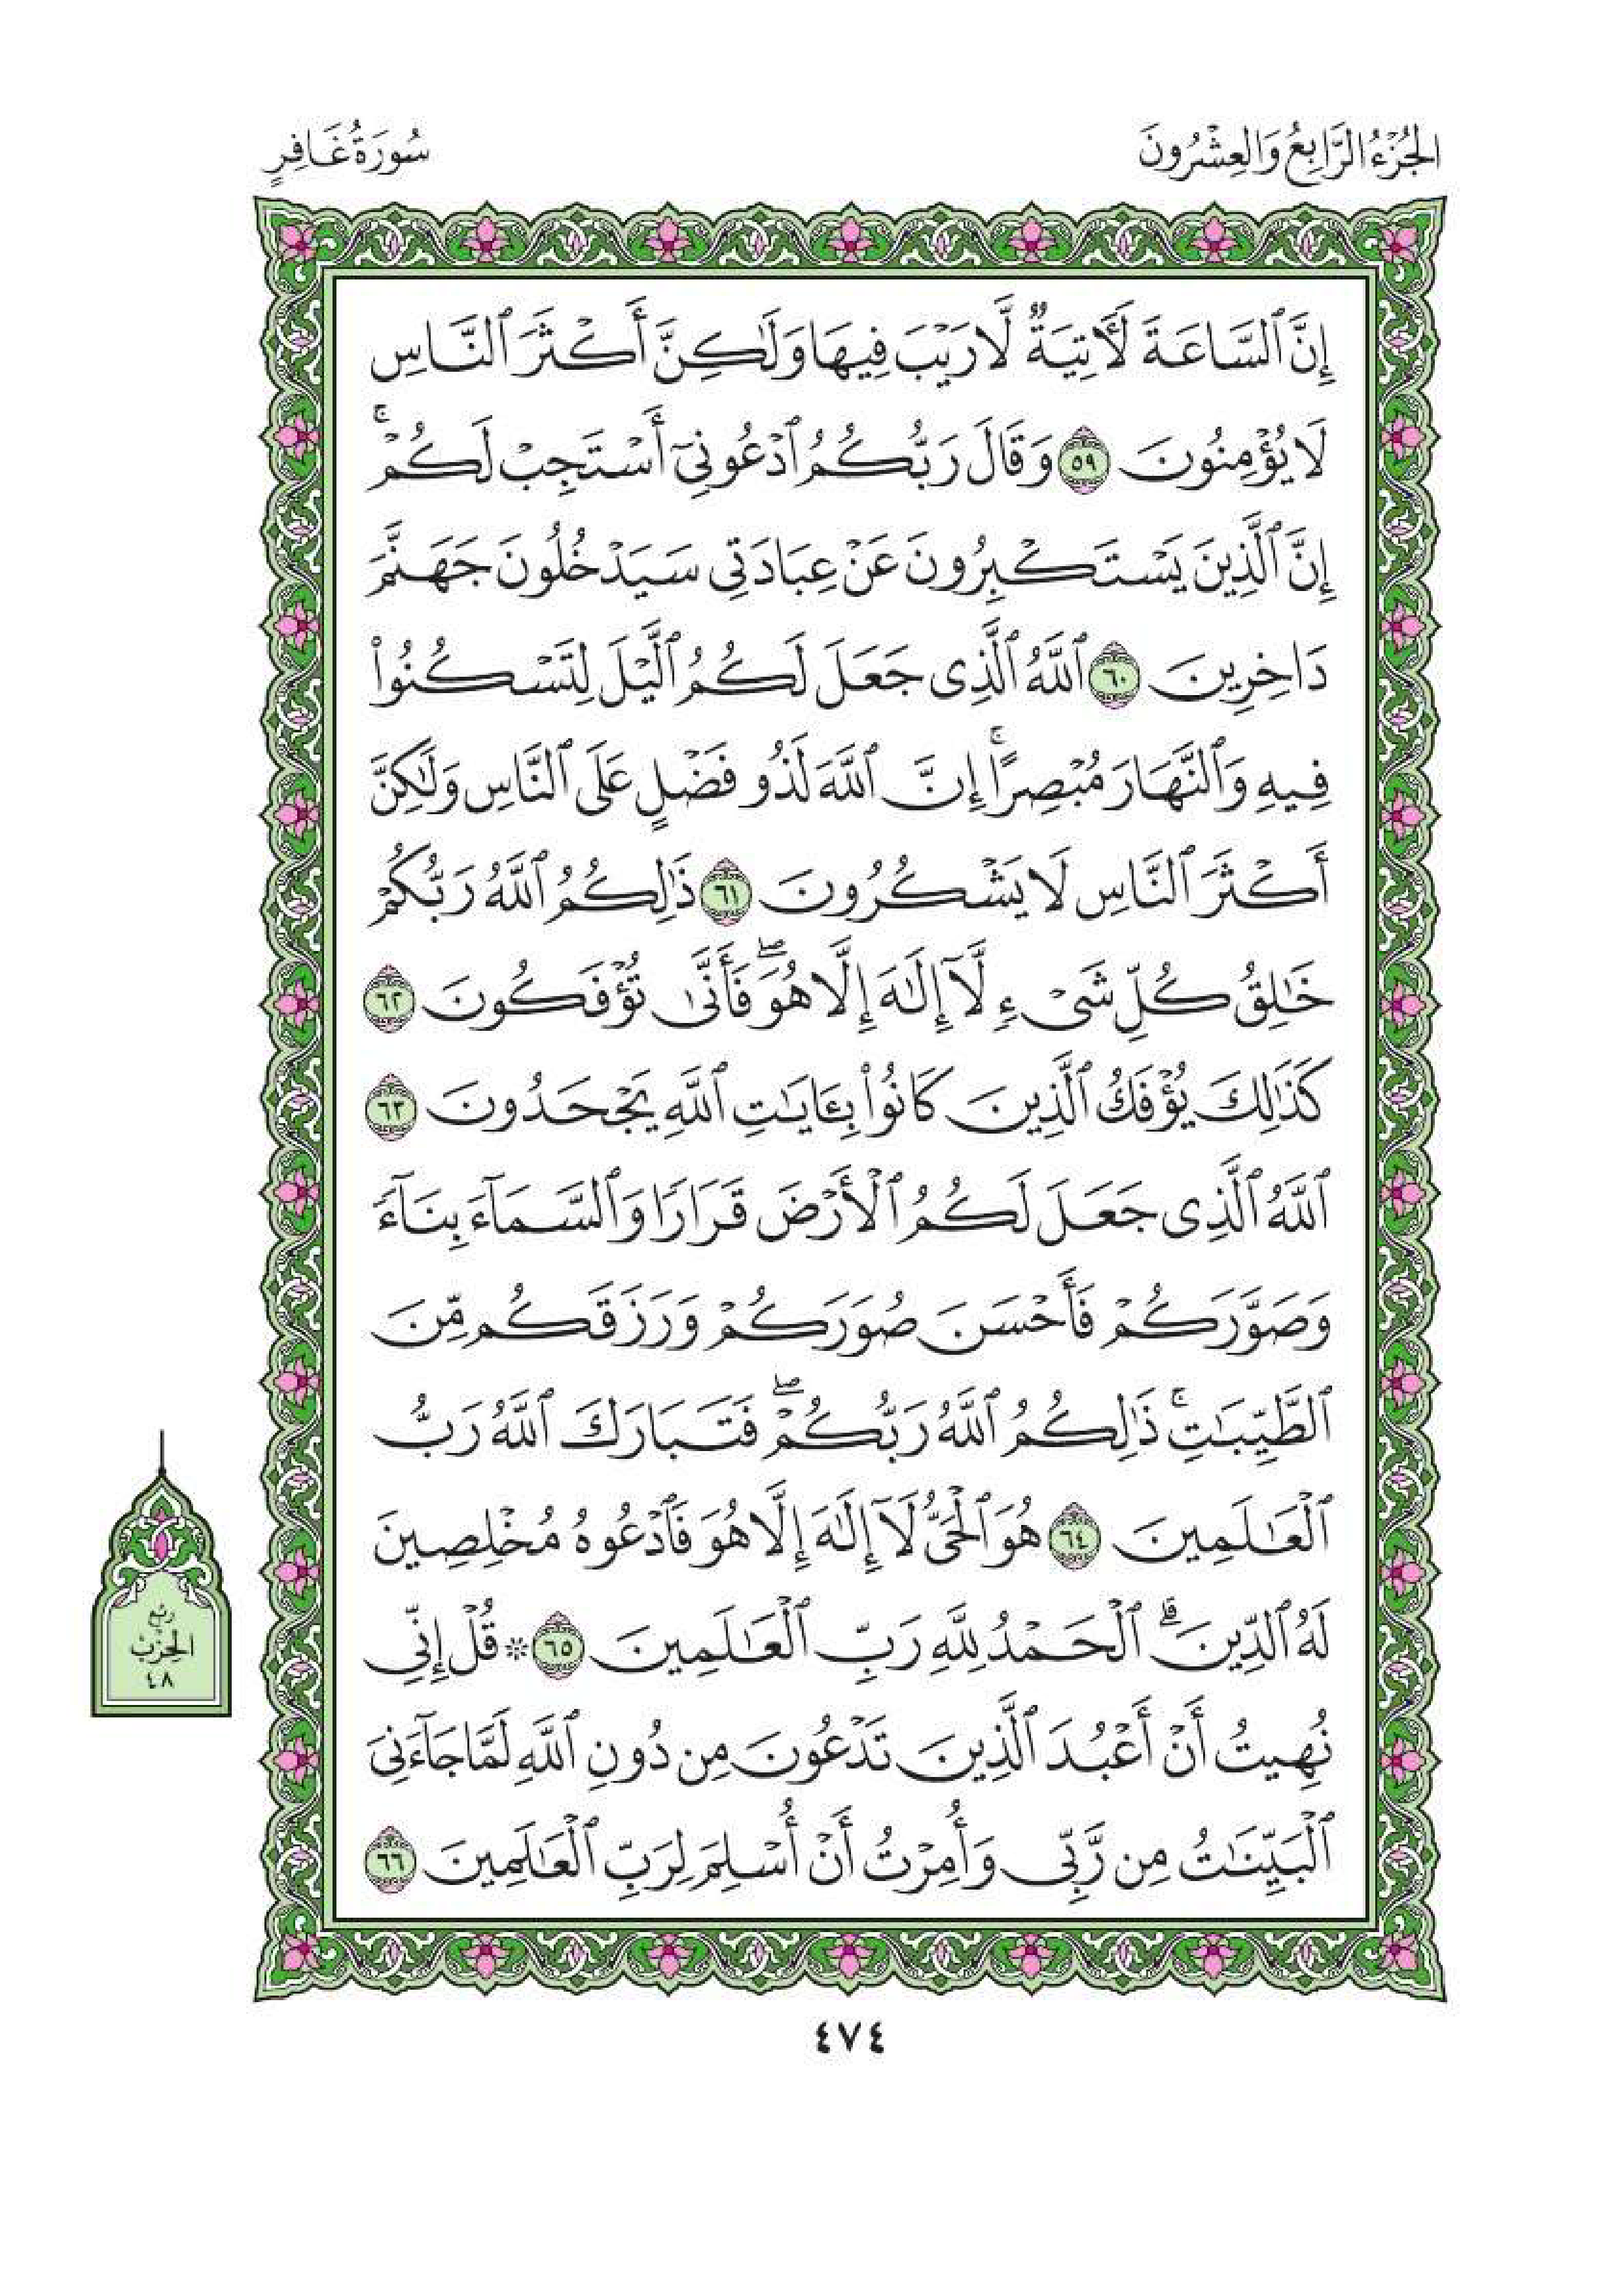 الجُزْءُ الرَّابِعُ وَالعِشْرُونَ
سُورَةُ غَافِرٍ
إِنَّ ٱلسَّاعَةَ لَأٓتِيَةٌ لَّا رَيۡبَ فِيهَا وَلَٰكِنَّ أَكۡثَرَ ٱلنَّاسِ
لَا يُؤۡمِنُونَ ٥٩ وَقَالَ رَبُّكُمُ ٱدۡعُونِيٓ أَسۡتَجِبۡ لَكُمۡۚ
إِنَّ ٱلَّذِينَ يَسۡتَكۡبِرُونَ عَنۡ عِبَادَتِي سَيَدۡخُلُونَ جَهَنَّمَ
دَاخِرِينَ ٦٠ ٱللَّهُ ٱلَّذِي جَعَلَ لَكُمُ ٱلَّيۡلَ لِتَسۡكُنُواْ
فِيهِ وَٱلنَّهَارَ مُبۡصِرًاۚ إِنَّ ٱللَّهَ لَذُو فَضۡلٍ عَلَى ٱلنَّاسِ وَلَٰكِنَّ
أَكۡثَرَ ٱلنَّاسِ لَا يَشۡكُرُونَ ٦١ ذَٰلِكُمُ ٱللَّهُ رَبُّكُمۡ
خَٰلِقُ كُلِّ شَيۡءٖ لَّآ إِلَٰهَ إِلَّا هُوَۖ فَأَنَّىٰ تُؤۡفَكُونَ ٦٢
كَذَٰلِكَ يُؤۡفَكُ ٱلَّذِينَ كَانُواْ بِـَٔايَٰتِ ٱللَّهِ يَجۡحَدُونَ ٦٣
ٱللَّهُ ٱلَّذِي جَعَلَ لَكُمُ ٱلۡأَرۡضَ قَرَارٗا وَٱلسَّمَآءَ بِنَآءٗ
وَصَوَّرَكُمۡ فَأَحۡسَنَ صُوَرَكُمۡ وَرَزَقَكُم مِّنَ
ٱلطَّيِّبَٰتِۚ ذَٰلِكُمُ ٱللَّهُ رَبُّكُمۡۖ فَتَبَارَكَ ٱللَّهُ رَبُّ
ٱلۡعَٰلَمِينَ ٦٤ هُوَ ٱلۡحَيُّ لَآ إِلَٰهَ إِلَّا هُوَ فَٱدۡعُوهُ مُخۡلِصِينَ
لَهُ ٱلدِّينَۗ ٱلۡحَمۡدُ لِلَّهِ رَبِّ ٱلۡعَٰلَمِينَ ٦٥ ۞ قُلۡ إِنِّي
نُهِيتُ أَنۡ أَعۡبُدَ ٱلَّذِينَ تَدۡعُونَ مِن دُونِ ٱللَّهِ لَمَّا جَآءَنِيَ
ٱلۡبَيِّنَٰتُ مِن رَّبِّي وَأُمِرۡتُ أَنۡ أُسۡلِمَ لِرَبِّ ٱلۡعَٰلَمِينَ ٦٦
رُبْع
الحِزْبْ
٤٨
٤٧٤